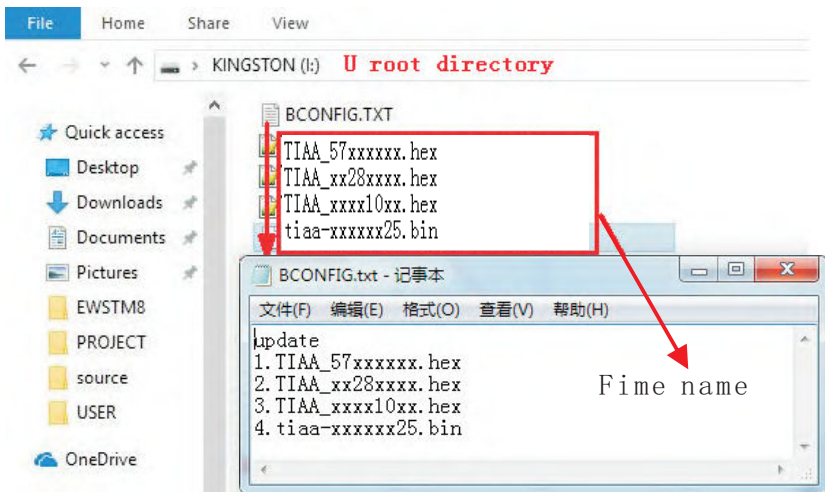 File Home Share View
KINGSTON (I:) U root directory
Quick access
Desktop
Downloads
Documents
Pictures
EWSTM8
PROJECT
source
USER
OneDrive
BCONFIG.TXT
TIAA_57xxxxxx.hex
TIAA_xx28xxxx.hex
TIAA_xxxx10xx.hex
tiaa-xxxxxx25.bin
BCONFIG.txt - 记事本
文件(F) 编辑(E) 格式(O) 查看(V) 帮助(H)
update
1.TIAA_57xxxxxx.hex
2.TIAA_xx28xxxx.hex
3.TIAA_xxxx10xx.hex
4.tiaa-xxxxxx25.bin
Fime name